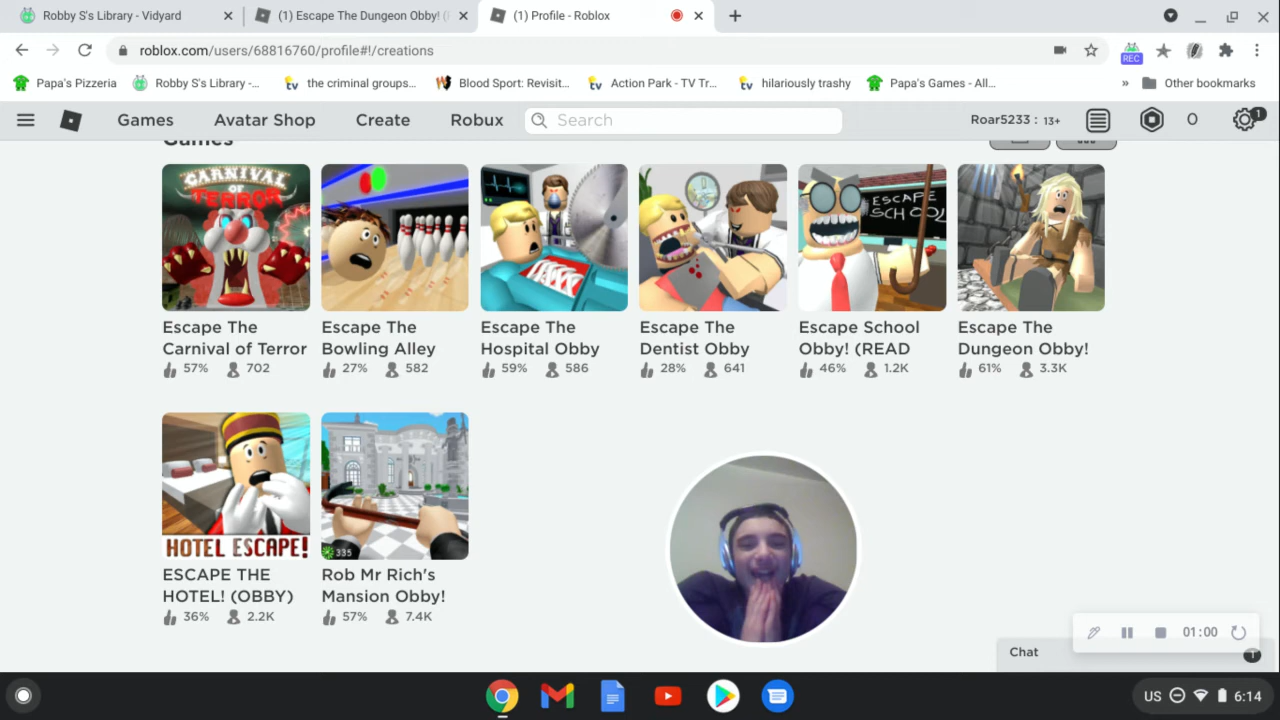 Robby S's Library - Vidyard
(1) Escape The Dungeon Obby! (
(1) Profile - Roblox
roblox.com/users/68816760/profile#!/creations
REC
Papa's Pizzeria
Robby S's Library -...
tv the criminal groups...
Blood Sport: Revisit...
tv Action Park - TV Tr...
tv hilariously trashy
Papa's Games - All...
» Other bookmarks
Games
Avatar Shop
Create
Robux
Search
Roar5233 : 13+
0
1
Games
CARNIVAL
OF
TERROR
ESCAPE
SCHOOL
Escape The
Carnival of Terror
57% 702
Escape The
Bowling Alley
27% 582
Escape The
Hospital Obby
59% 586
Escape The
Dentist Obby
28% 641
Escape School
Obby! (READ
46% 1.2K
Escape The
Dungeon Obby!
61% 3.3K
HOTEL ESCAPE!
335
ESCAPE THE
HOTEL! (OBBY)
36% 2.2K
Rob Mr Rich's
Mansion Obby!
57% 7.4K
01:00
Chat
US
6:14